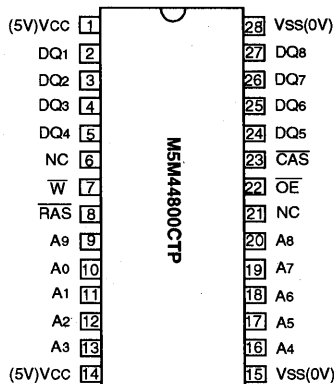 (5V)VCC 1 28 VSS(0V)
DQ1 2 27 DQ8
DQ2 3 26 DQ7
DQ3 4 25 DQ6
DQ4 5 24 DQ5
NC 6 23 CAS
W 7 22 OE
RAS 8 21 NC
A9 9 20 A8
A0 10 19 A7
A1 11 18 A6
A2 12 17 A5
A3 13 16 A4
(5V)VCC 14 15 VSS(0V)
M5M44800CTP